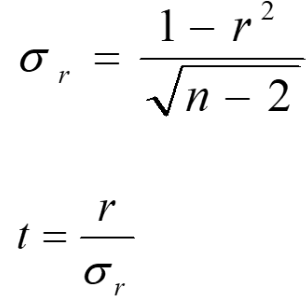 σ_r = (1 − r²) / √(n − 2)
t = r / σ_r